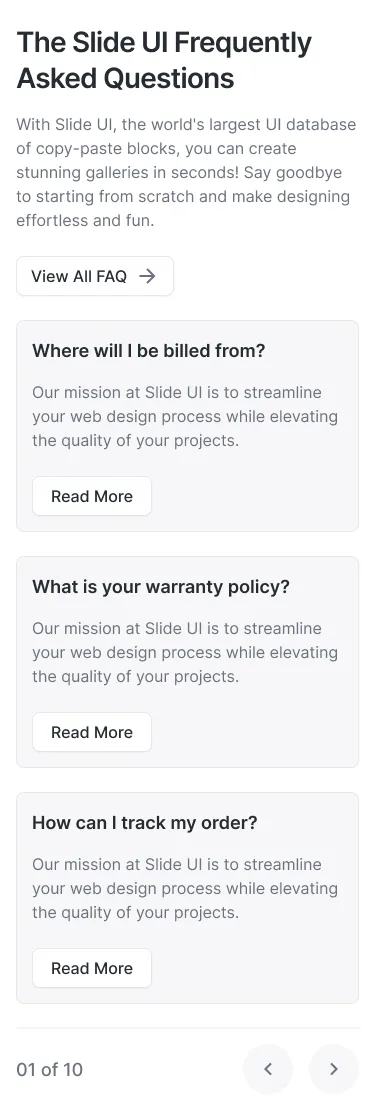 The Slide UI Frequently
Asked Questions
With Slide UI, the world's largest UI database
of copy-paste blocks, you can create
stunning galleries in seconds! Say goodbye
to starting from scratch and make designing
effortless and fun.
View All FAQ
Where will I be billed from?
Our mission at Slide UI is to streamline
your web design process while elevating
the quality of your projects.
Read More
What is your warranty policy?
Our mission at Slide UI is to streamline
your web design process while elevating
the quality of your projects.
Read More
How can I track my order?
Our mission at Slide UI is to streamline
your web design process while elevating
the quality of your projects.
Read More
01 of 10